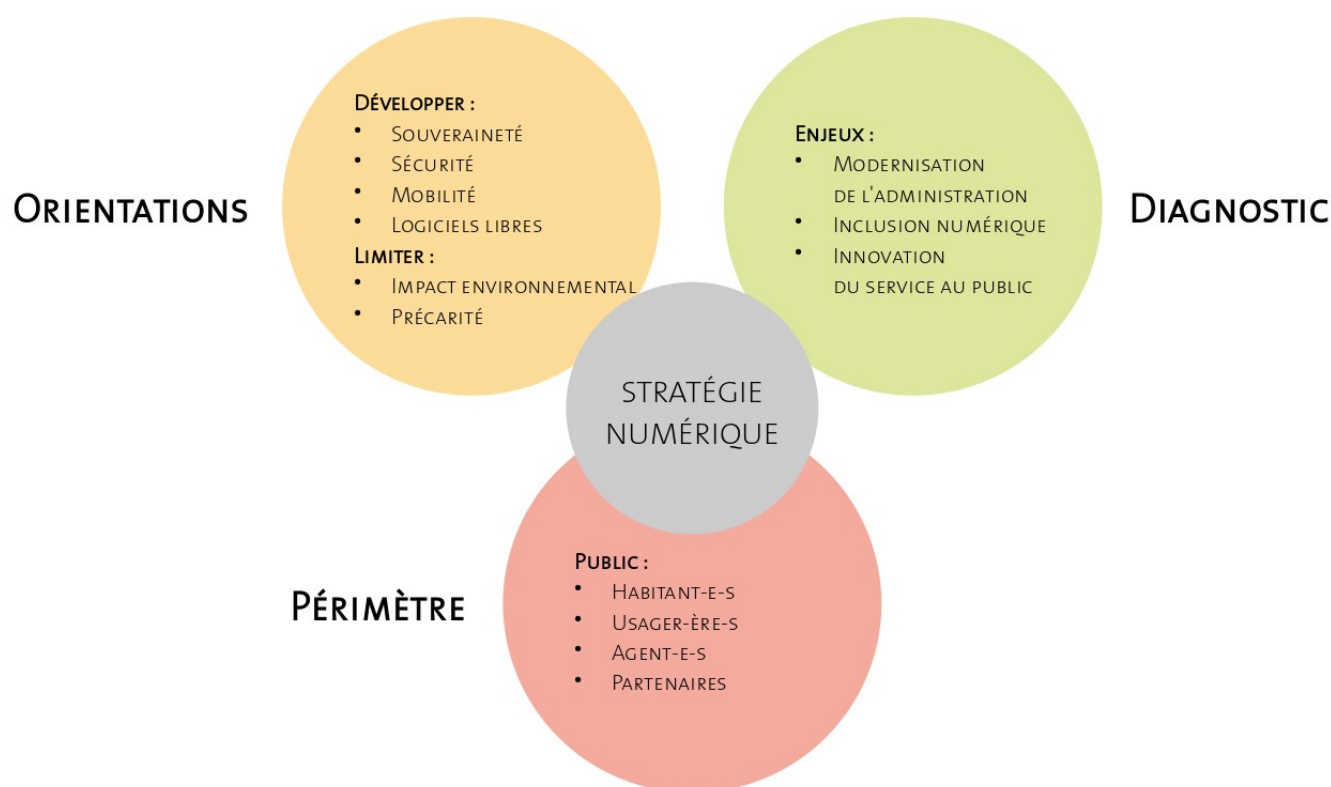 Orientations
Développer :
• Souveraineté
• Sécurité
• Mobilité
• Logiciels libres
Limiter :
• Impact environnemental
• Précarité
Diagnostic
Enjeux :
• Modernisation
de l'administration
• Inclusion numérique
• Innovation
du service au public
STRATÉGIE
NUMÉRIQUE
Périmètre
Public :
• Habitant-e-s
• Usager-ère-s
• Agent-e-s
• Partenaires